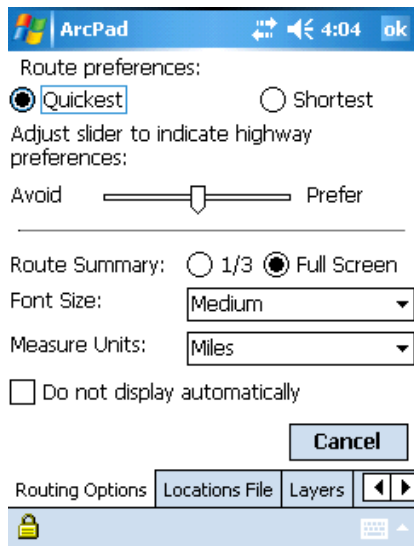 ArcPad 4:04 ok
Route preferences:
Quickest Shortest
Adjust slider to indicate highway
preferences:
Avoid Prefer
Route Summary: 1/3 Full Screen
Font Size: Medium
Measure Units: Miles
Do not display automatically
Cancel
Routing Options Locations File Layers